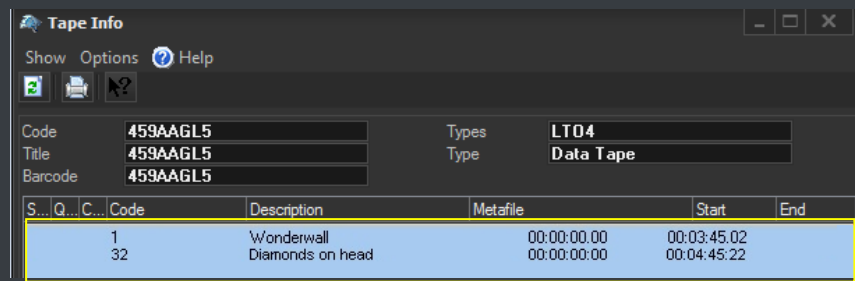 Tape Info
Show Options Help
Code 459AAGL5 Types LTO4
Title 459AAGL5 Type Data Tape
Barcode 459AAGL5
S... Q... C... Code Description Metafile Start End
1 Wonderwall 00:00:00.00 00:03:45.02
32 Diamonds on head 00:00:00:00 00:04:45:22